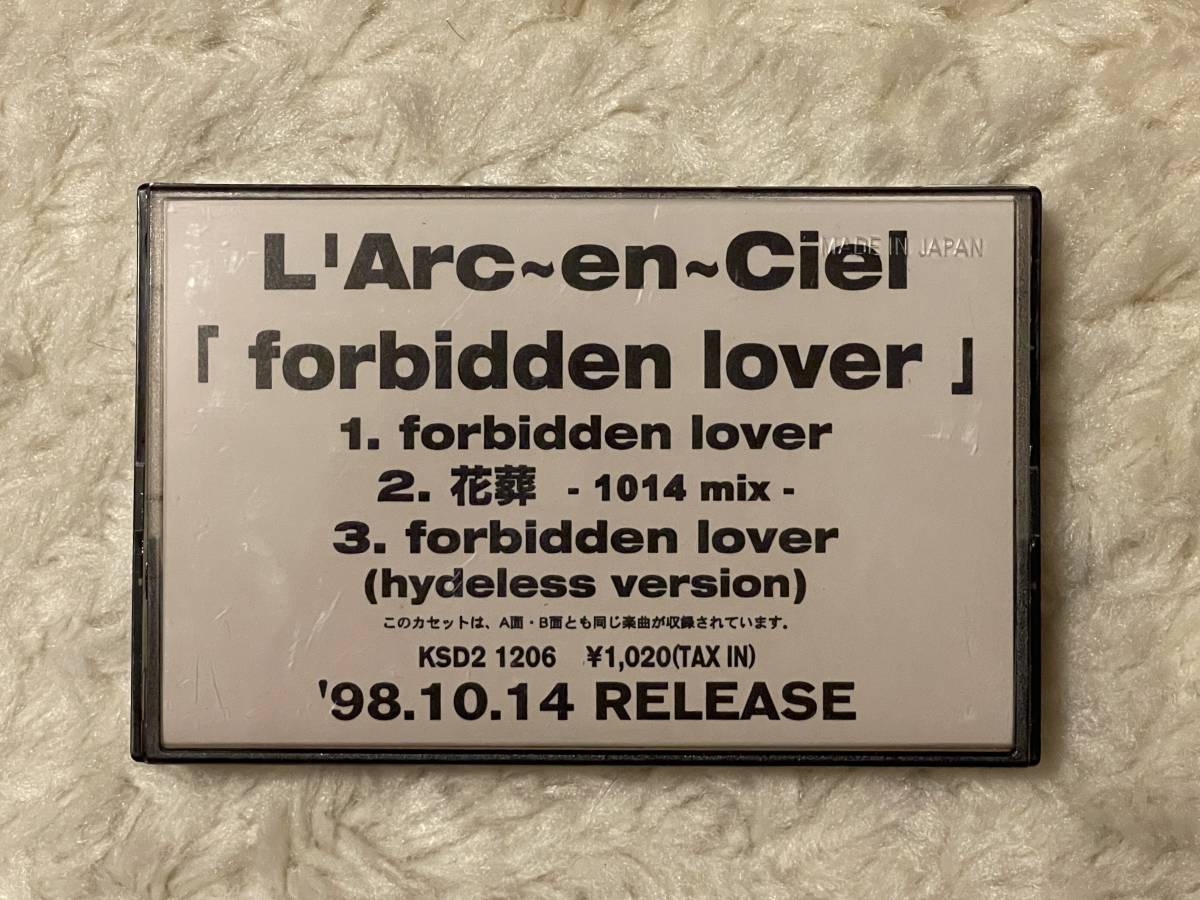 L'Arc~en~Ciel
MADE IN JAPAN
「 forbidden lover 」
1. forbidden lover
2. 花葬 - 1014 mix -
3. forbidden lover
(hydeless version)
このカセットは、A面・B面とも同じ楽曲が収録されています。
KSD2 1206 ¥1,020(TAX IN)
'98.10.14 RELEASE